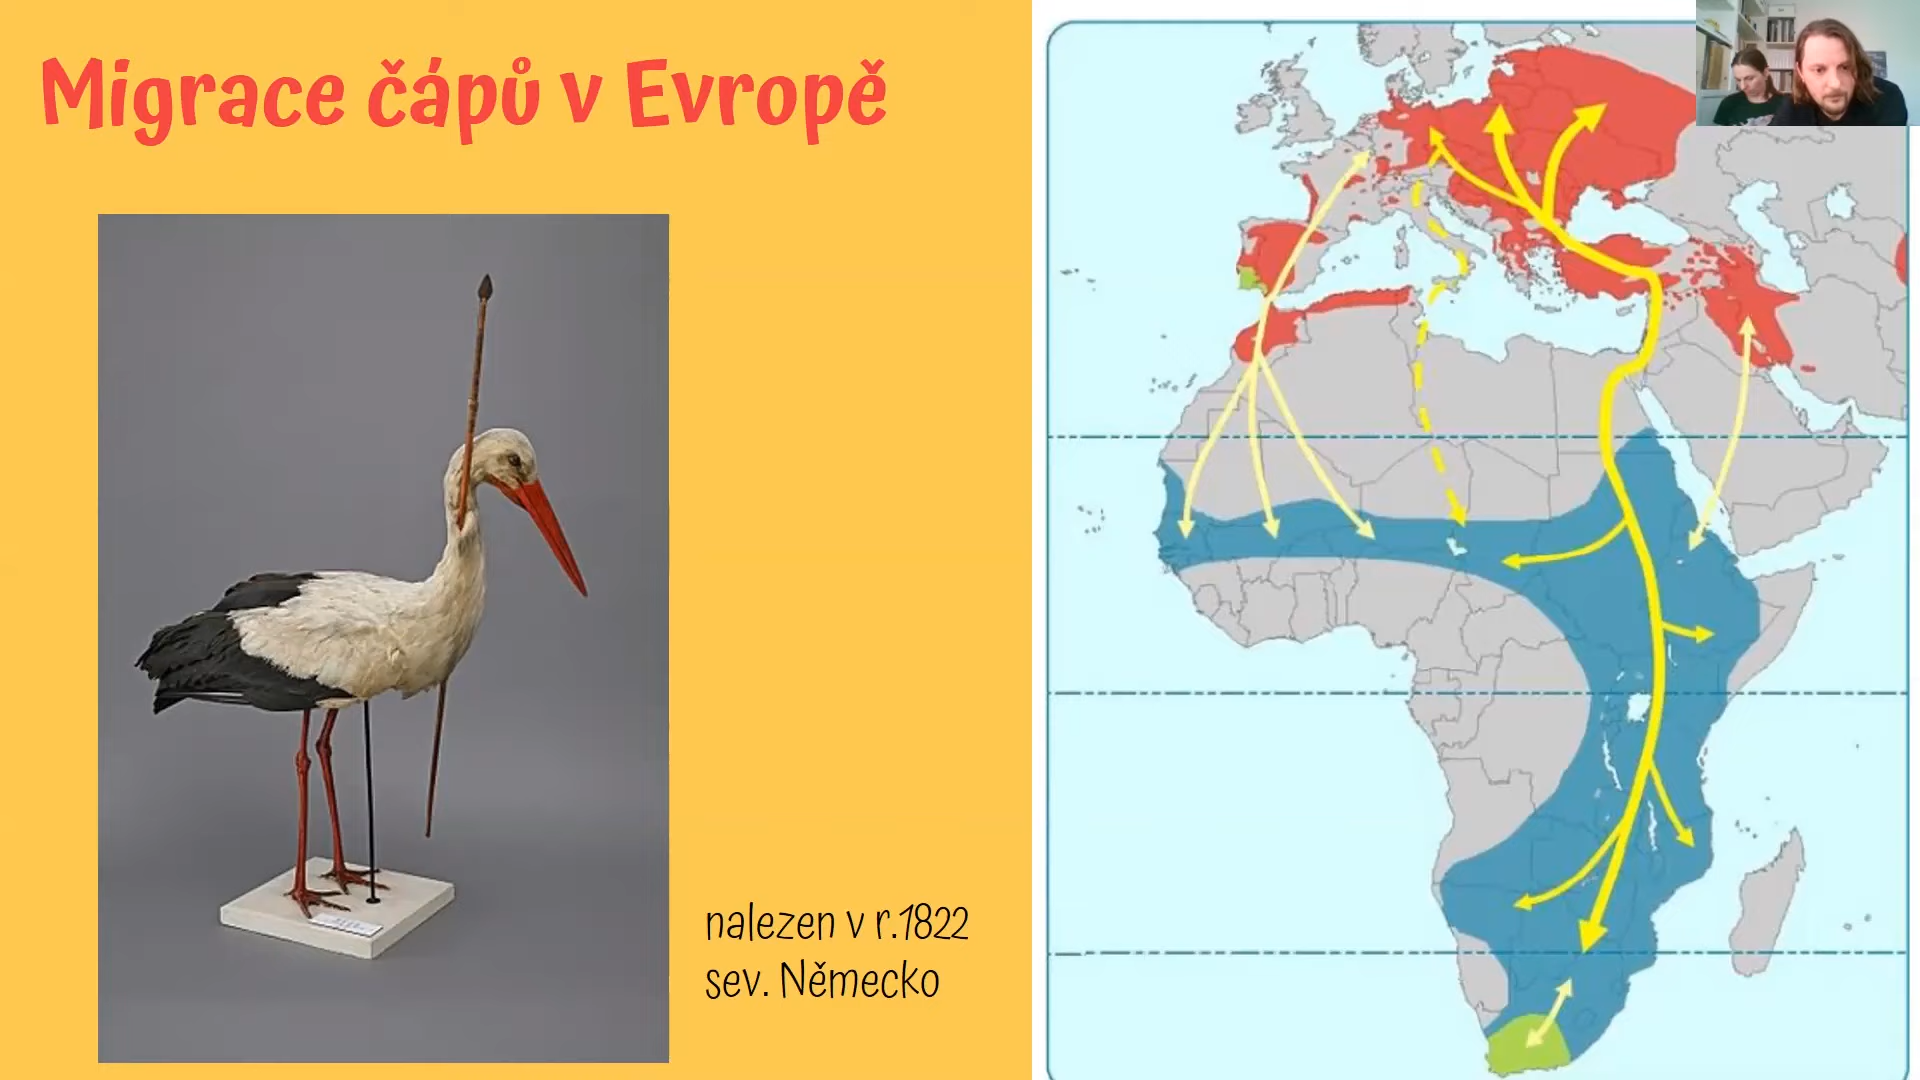 Migrace čápů v Evropě
nalezen v r.1822
sev. Německo